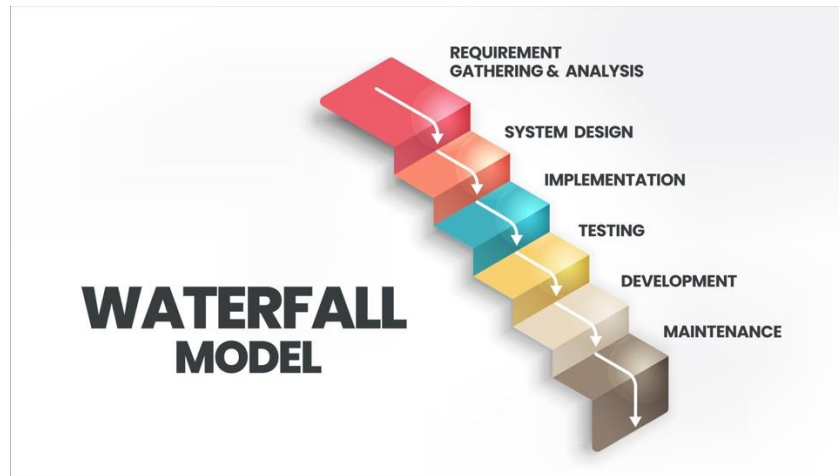 REQUIREMENT
GATHERING & ANALYSIS
SYSTEM DESIGN
IMPLEMENTATION
TESTING
DEVELOPMENT
MAINTENANCE
WATERFALL
MODEL